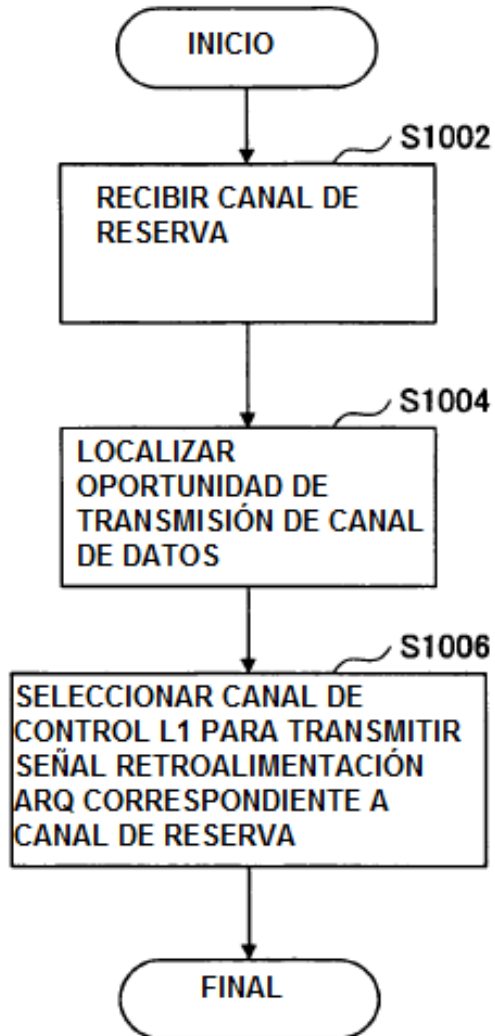 INICIO
S1002
RECIBIR CANAL DE
RESERVA
S1004
LOCALIZAR
OPORTUNIDAD DE
TRANSMISIÓN DE CANAL
DE DATOS
S1006
SELECCIONAR CANAL DE
CONTROL L1 PARA TRANSMITIR
SEÑAL RETROALIMENTACIÓN
ARQ CORRESPONDIENTE A
CANAL DE RESERVA
FINAL